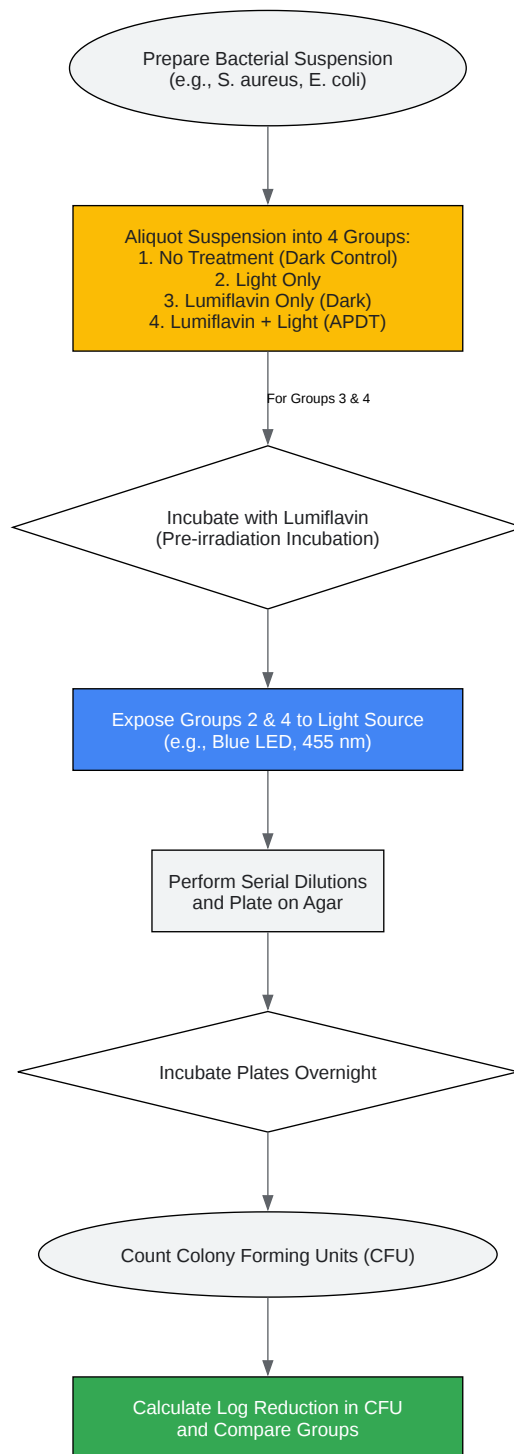 Prepare Bacterial Suspension
(e.g., S. aureus, E. coli)
Aliquot Suspension into 4 Groups:
1. No Treatment (Dark Control)
2. Light Only
3. Lumiflavin Only (Dark)
4. Lumiflavin + Light (APDT)
For Groups 3 & 4
Incubate with Lumiflavin
(Pre-irradiation Incubation)
Expose Groups 2 & 4 to Light Source
(e.g., Blue LED, 455 nm)
Perform Serial Dilutions
and Plate on Agar
Incubate Plates Overnight
Count Colony Forming Units (CFU)
Calculate Log Reduction in CFU
and Compare Groups